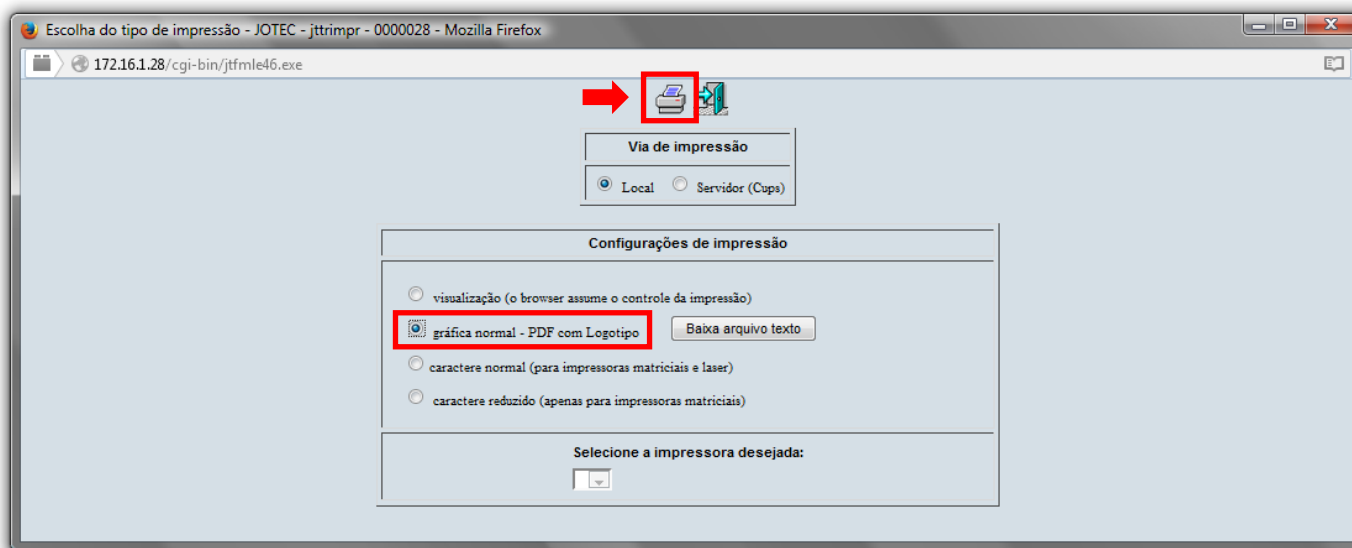 Escolha do tipo de impressão - JOTEC - jttrimpr - 0000028 - Mozilla Firefox
172.16.1.28/cgi-bin/jtfmle46.exe
Via de impressão
Local Servidor (Cups)
Configurações de impressão
visualização (o browser assume o controle da impressão)
gráfica normal - PDF com Logotipo Baixa arquivo texto
caractere normal (para impressoras matriciais e laser)
caractere reduzido (apenas para impressoras matriciais)
Selecione a impressora desejada: